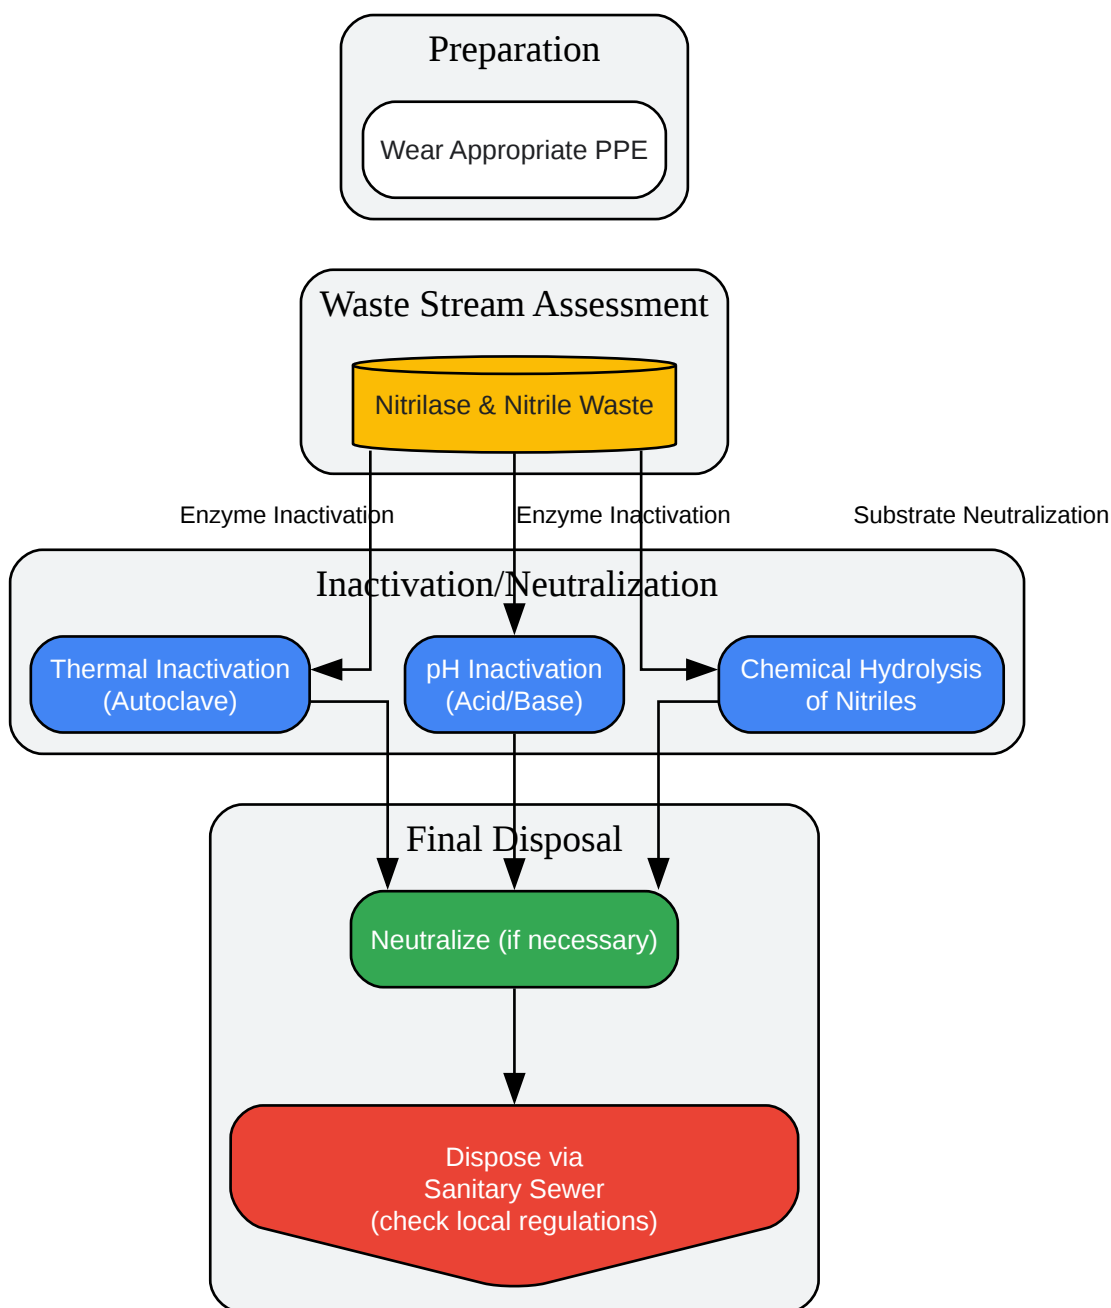 Preparation
Wear Appropriate PPE
Waste Stream Assessment
Nitrilase & Nitrile Waste
Enzyme Inactivation
Enzyme Inactivation
Substrate Neutralization
Inactivation/Neutralization
Thermal Inactivation
(Autoclave)
pH Inactivation
(Acid/Base)
Chemical Hydrolysis
of Nitriles
Final Disposal
Neutralize (if necessary)
Dispose via
Sanitary Sewer
(check local regulations)